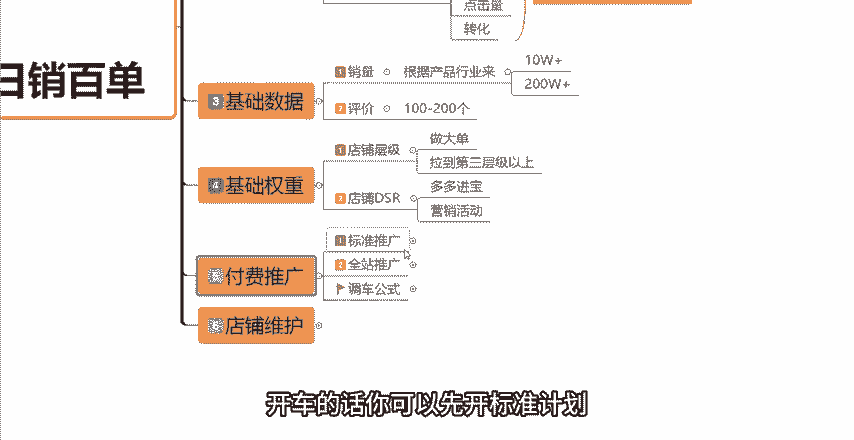 点击量
转化
日销百单
3 基础数据
1 销量 根据产品行业来
10W+
200W+
2 评价 100-200个
4 基础权重
1 店铺层级
做大单
拉到第三层级以上
2 店铺DSR
多多进宝
营销活动
5 付费推广
1 标准推广
2 全站推广
调车公式
6 店铺维护
开车的话你可以先开标准计划